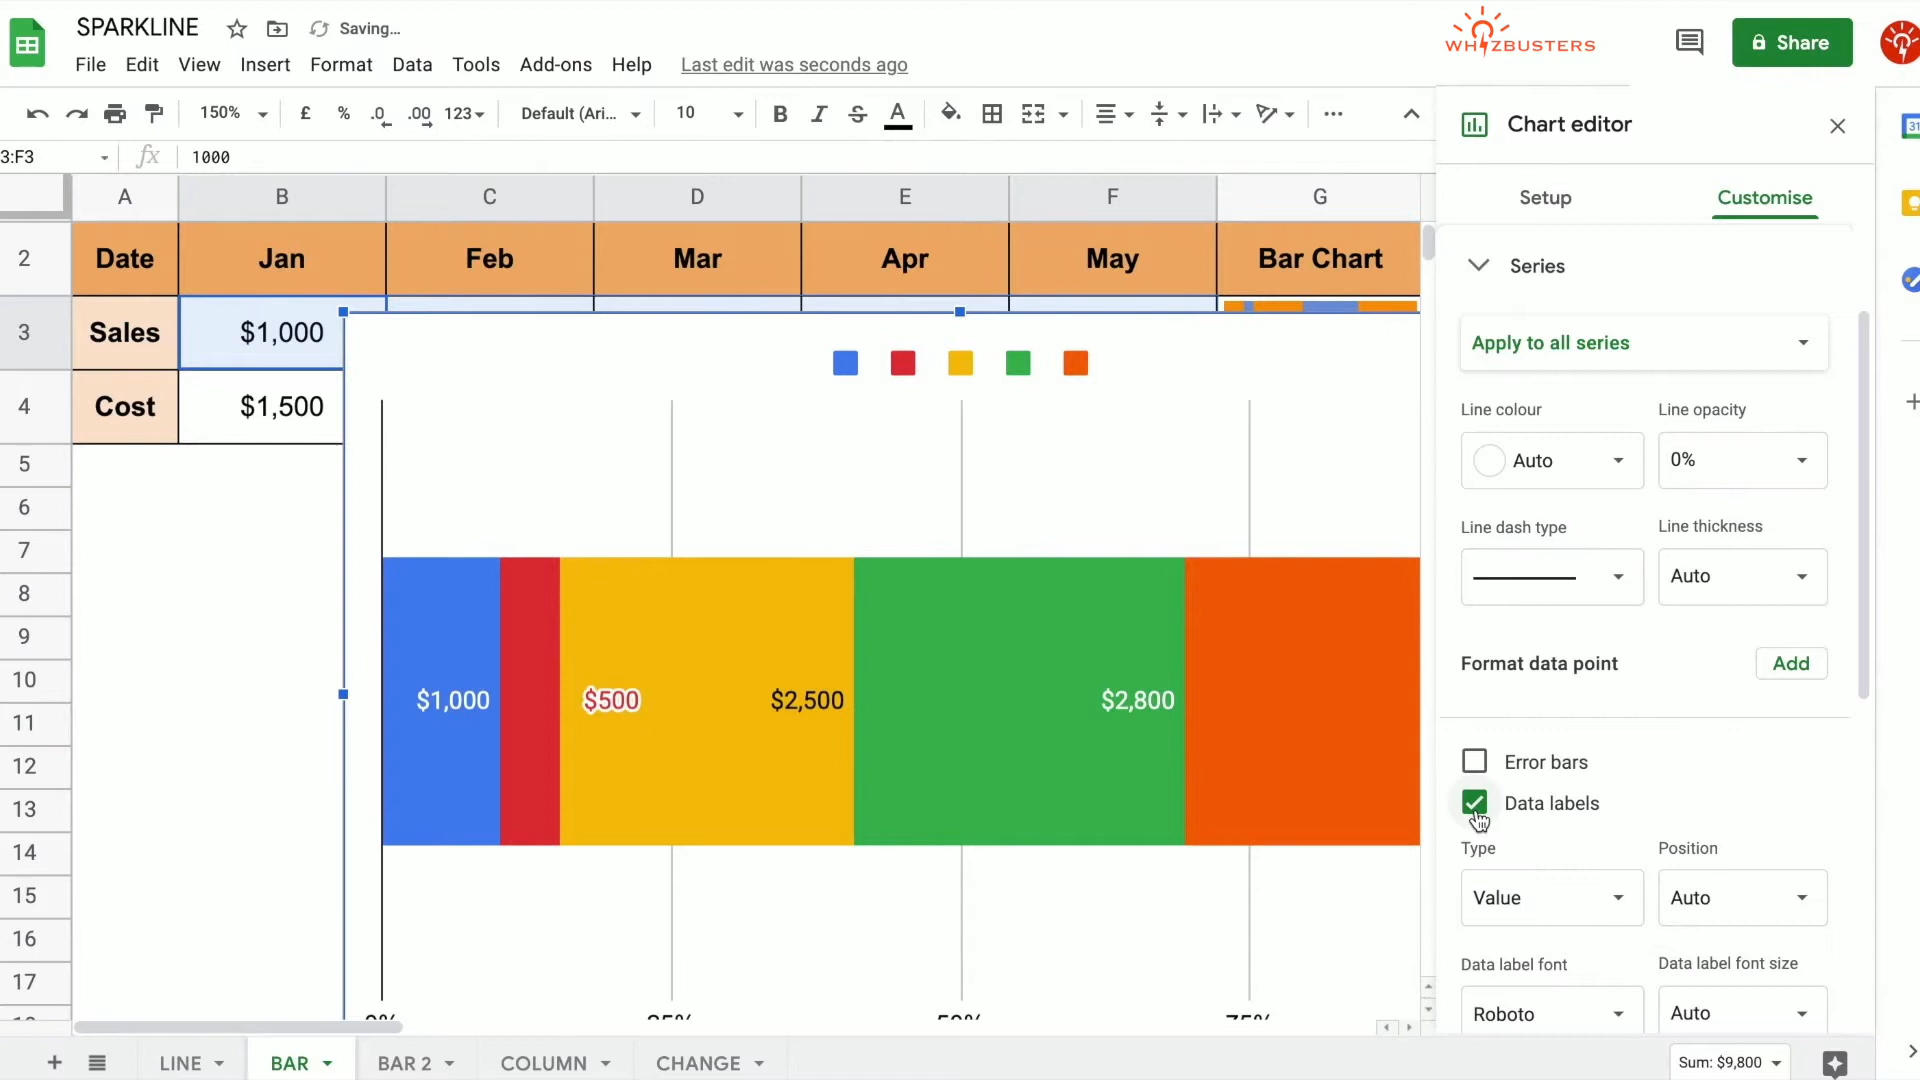 SPARKLINE Saving...
WHIZBUSTERS
Share
File Edit View Insert Format Data Tools Add-ons Help Last edit was seconds ago
150% £ % .0 .00 123 Default (Ari... 10 B I S A
3:F3 fx 1000
Chart editor
Setup Customise
A B C D E F G
2 Date Jan Feb Mar Apr May Bar Chart
3 Sales $1,000
4 Cost $1,500
5
6
7
8
9
10
11
12
13
14
15
16
17
$1,000 $500 $2,500 $2,800
Series
Apply to all series
Line colour Line opacity
Auto 0%
Line dash type Line thickness
Auto
Format data point Add
Error bars
Data labels
Type Position
Value Auto
Data label font Data label font size
Roboto Auto
31
LINE BAR BAR 2 COLUMN CHANGE
Sum: $9,800